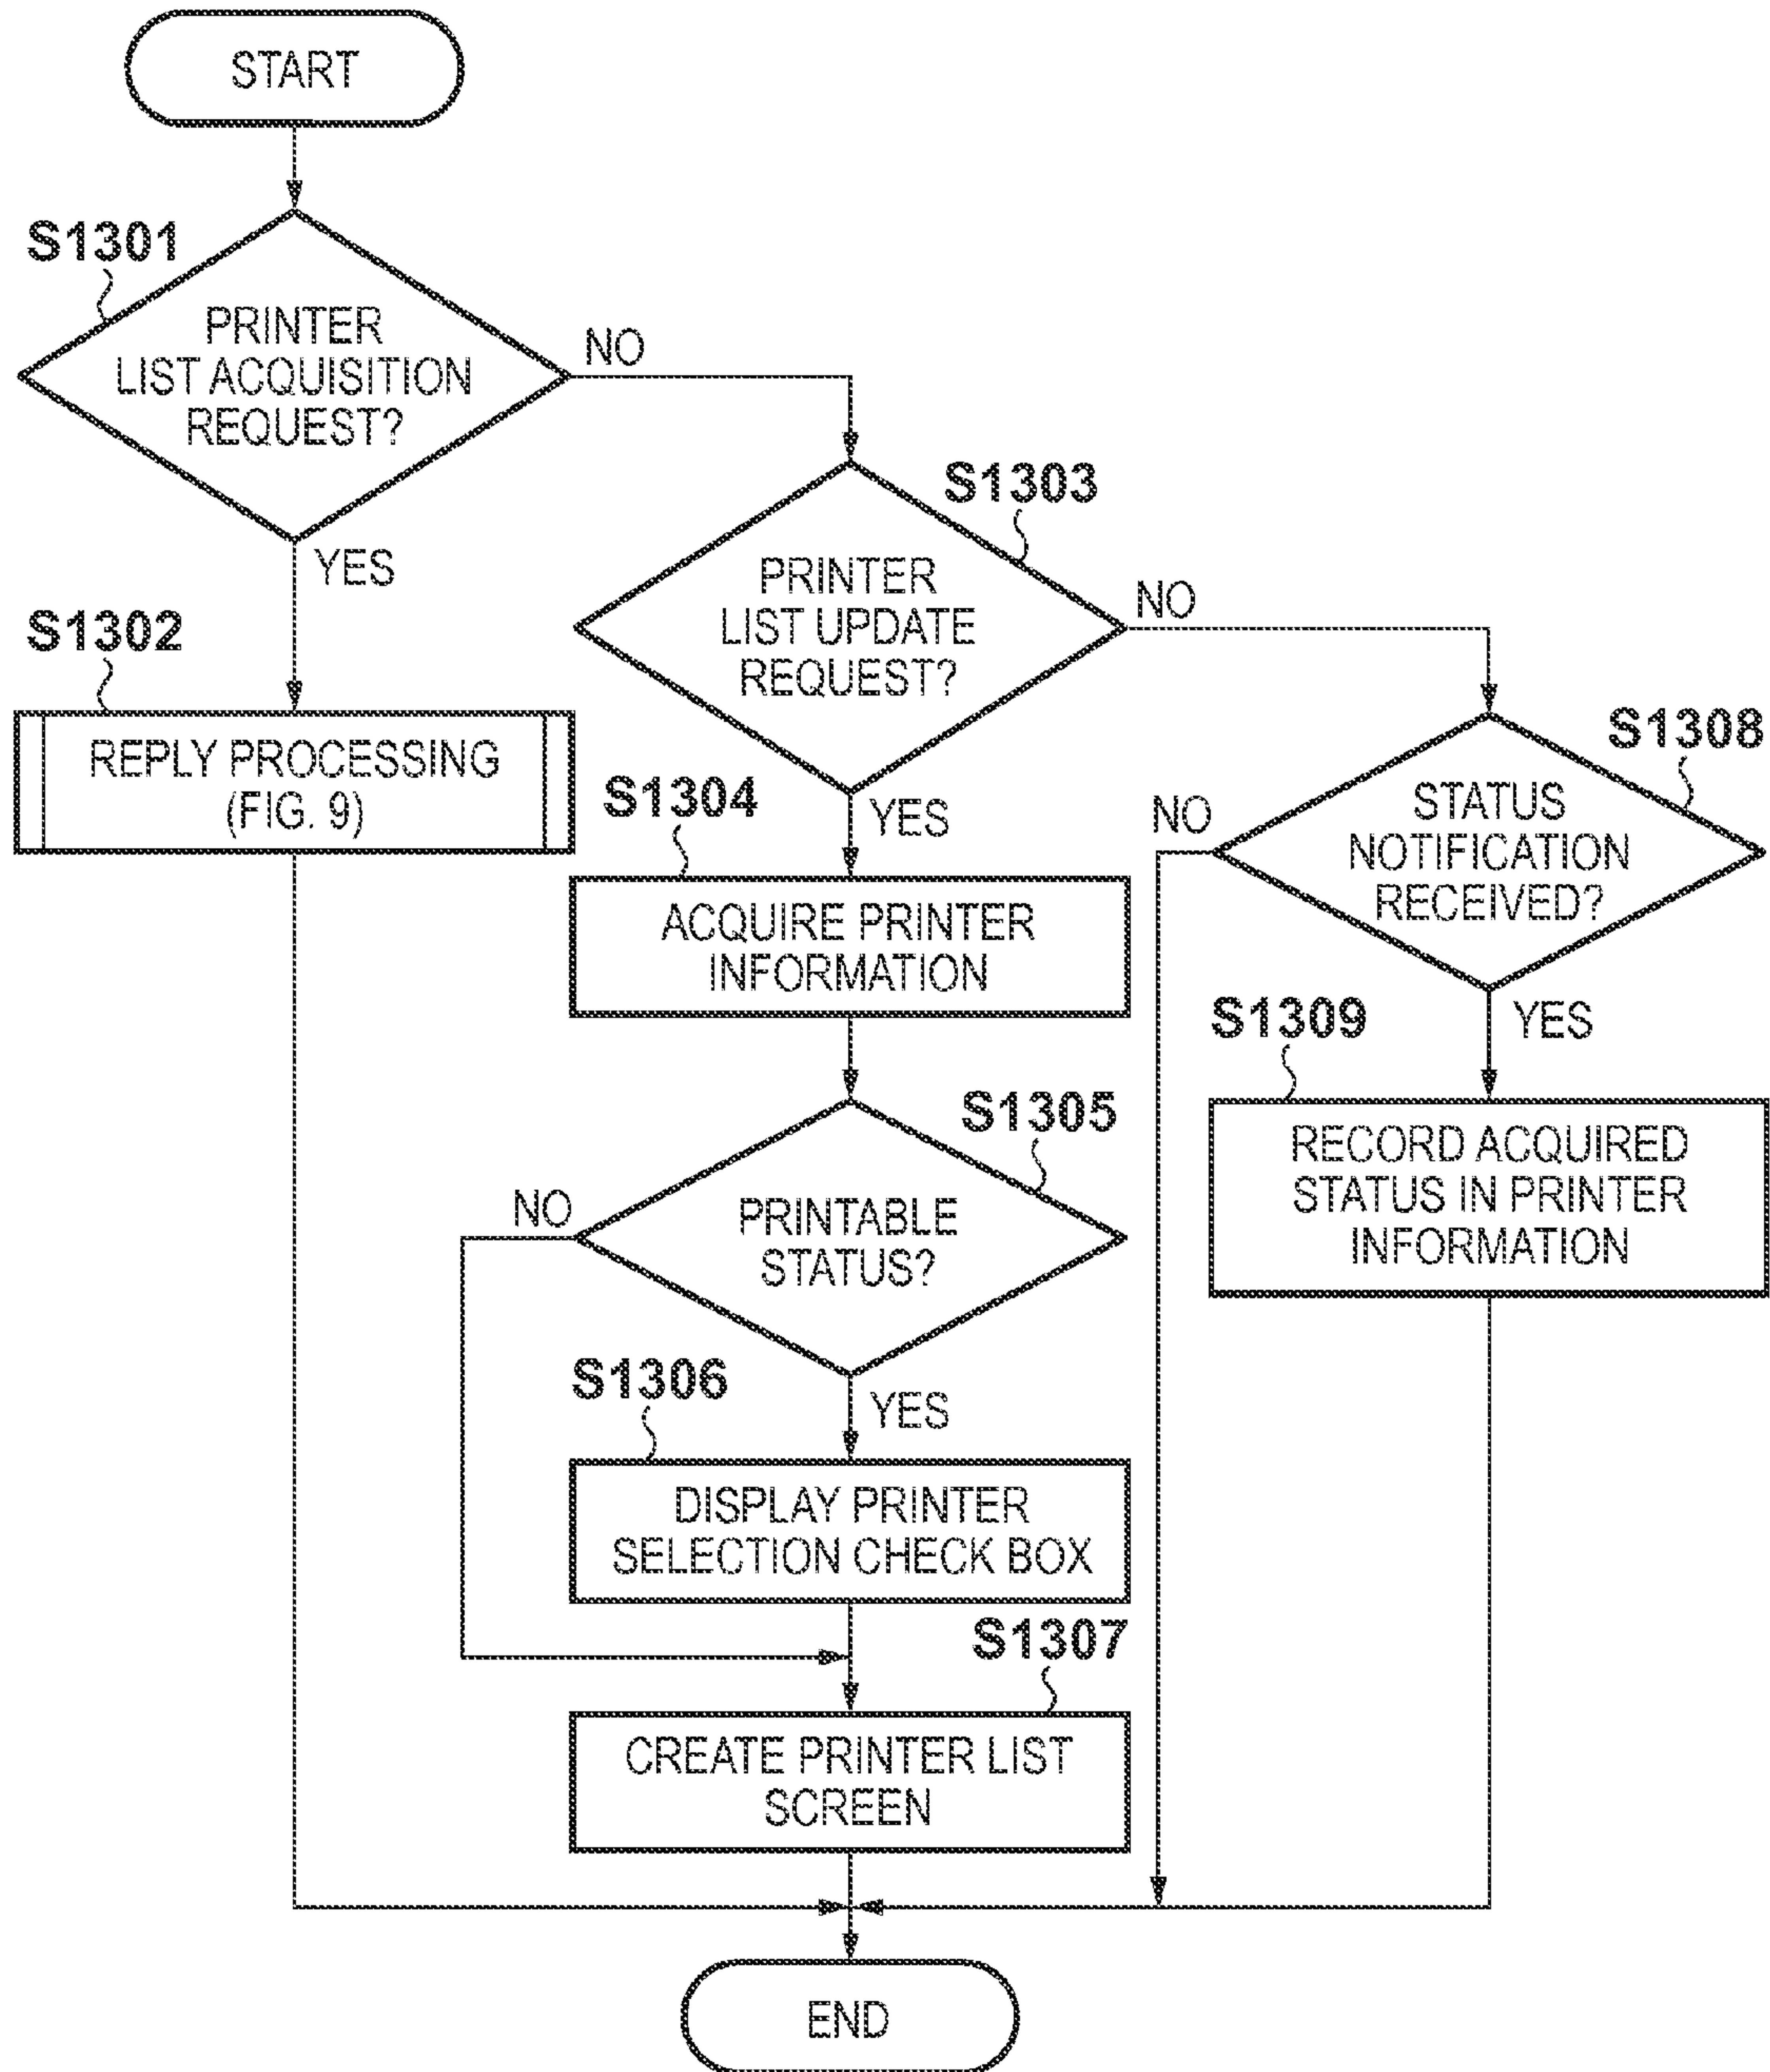 START
S1301
PRINTER
LIST ACQUISITION
REQUEST?
NO
YES
S1302
REPLY PROCESSING
(FIG. 9)
S1303
PRINTER
LIST UPDATE
REQUEST?
NO
YES
S1304
ACQUIRE PRINTER
INFORMATION
S1305
PRINTABLE
STATUS?
NO
YES
S1306
DISPLAY PRINTER
SELECTION CHECK BOX
S1307
CREATE PRINTER LIST
SCREEN
S1308
STATUS
NOTIFICATION
RECEIVED?
NO
YES
S1309
RECORD ACQUIRED
STATUS IN PRINTER
INFORMATION
END